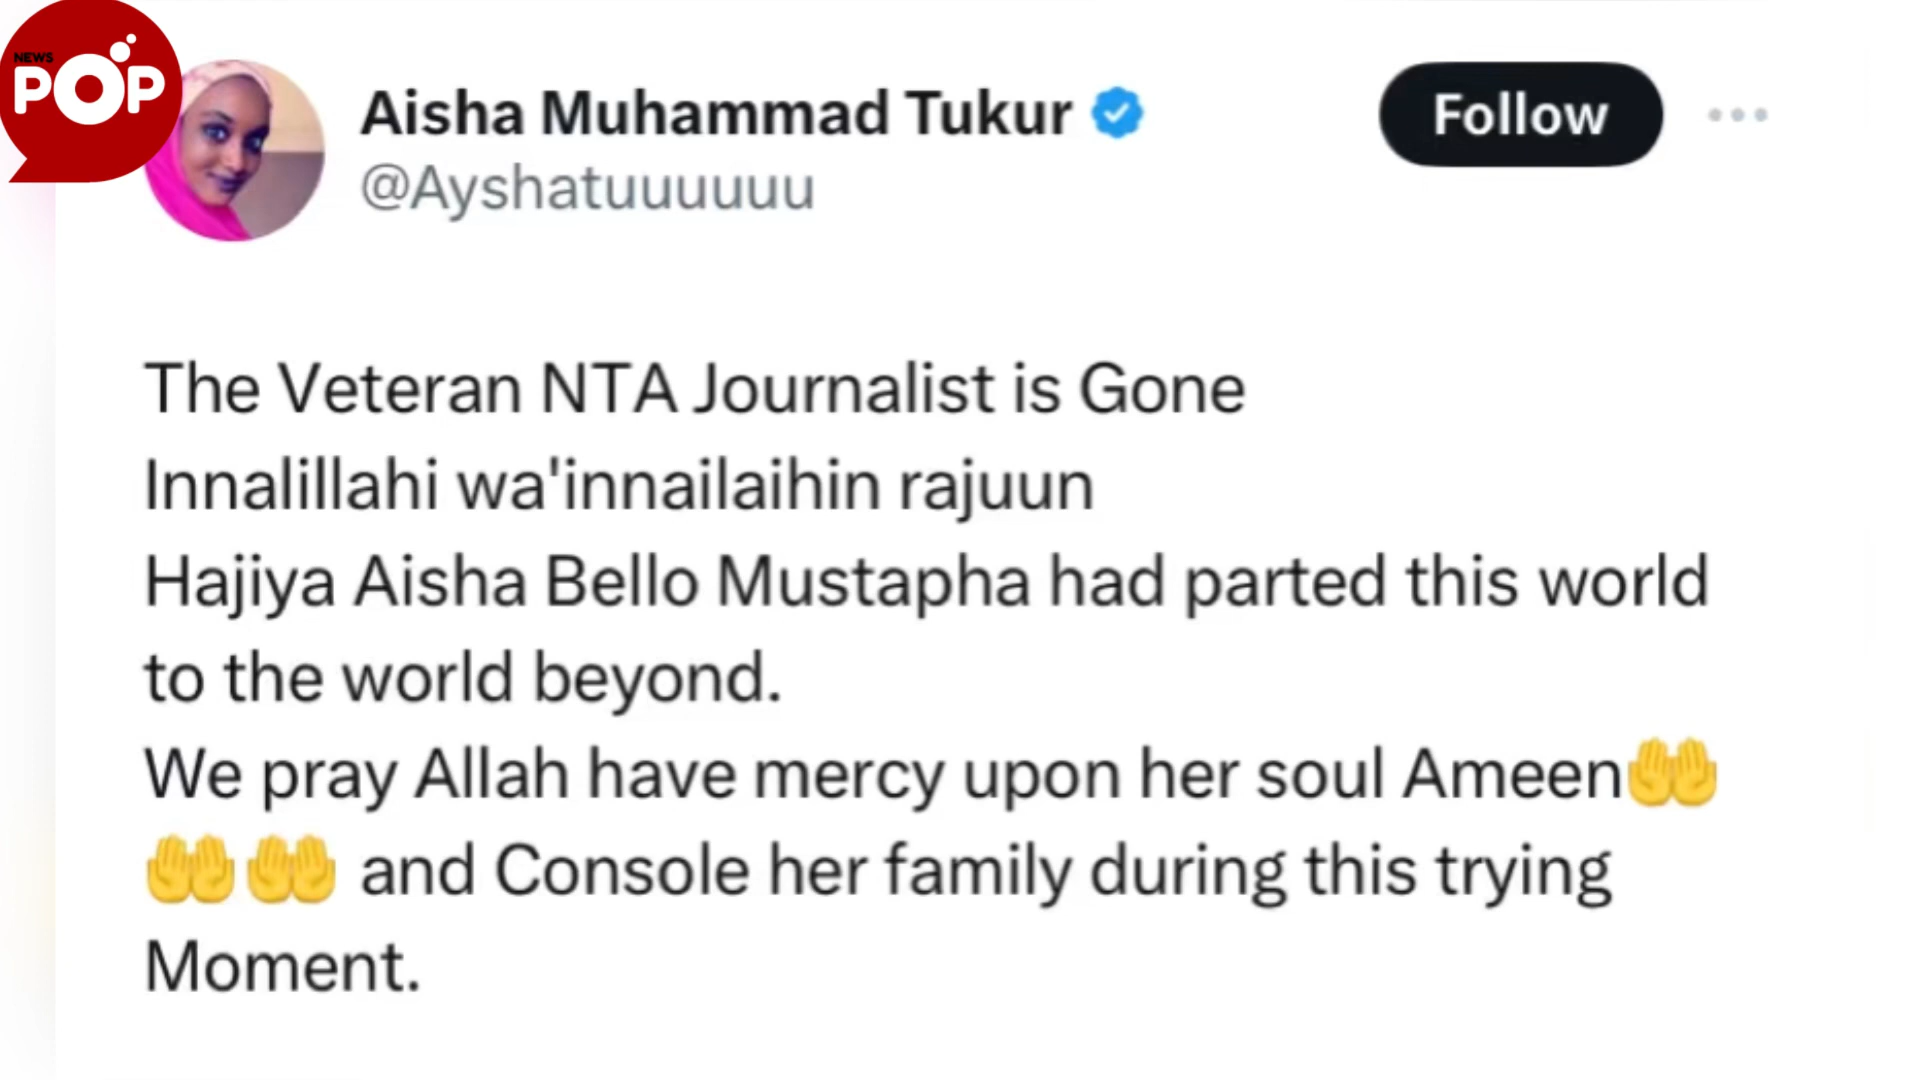 NEWS
POP
Aisha Muhammad Tukur
Follow
@Ayshatuuuuuu
The Veteran NTA Journalist is Gone
Innalillahi wa'innailaihin rajuun
Hajiya Aisha Bello Mustapha had parted this world
to the world beyond.
We pray Allah have mercy upon her soul Ameen🤲
🤲🤲 and Console her family during this trying
Moment.